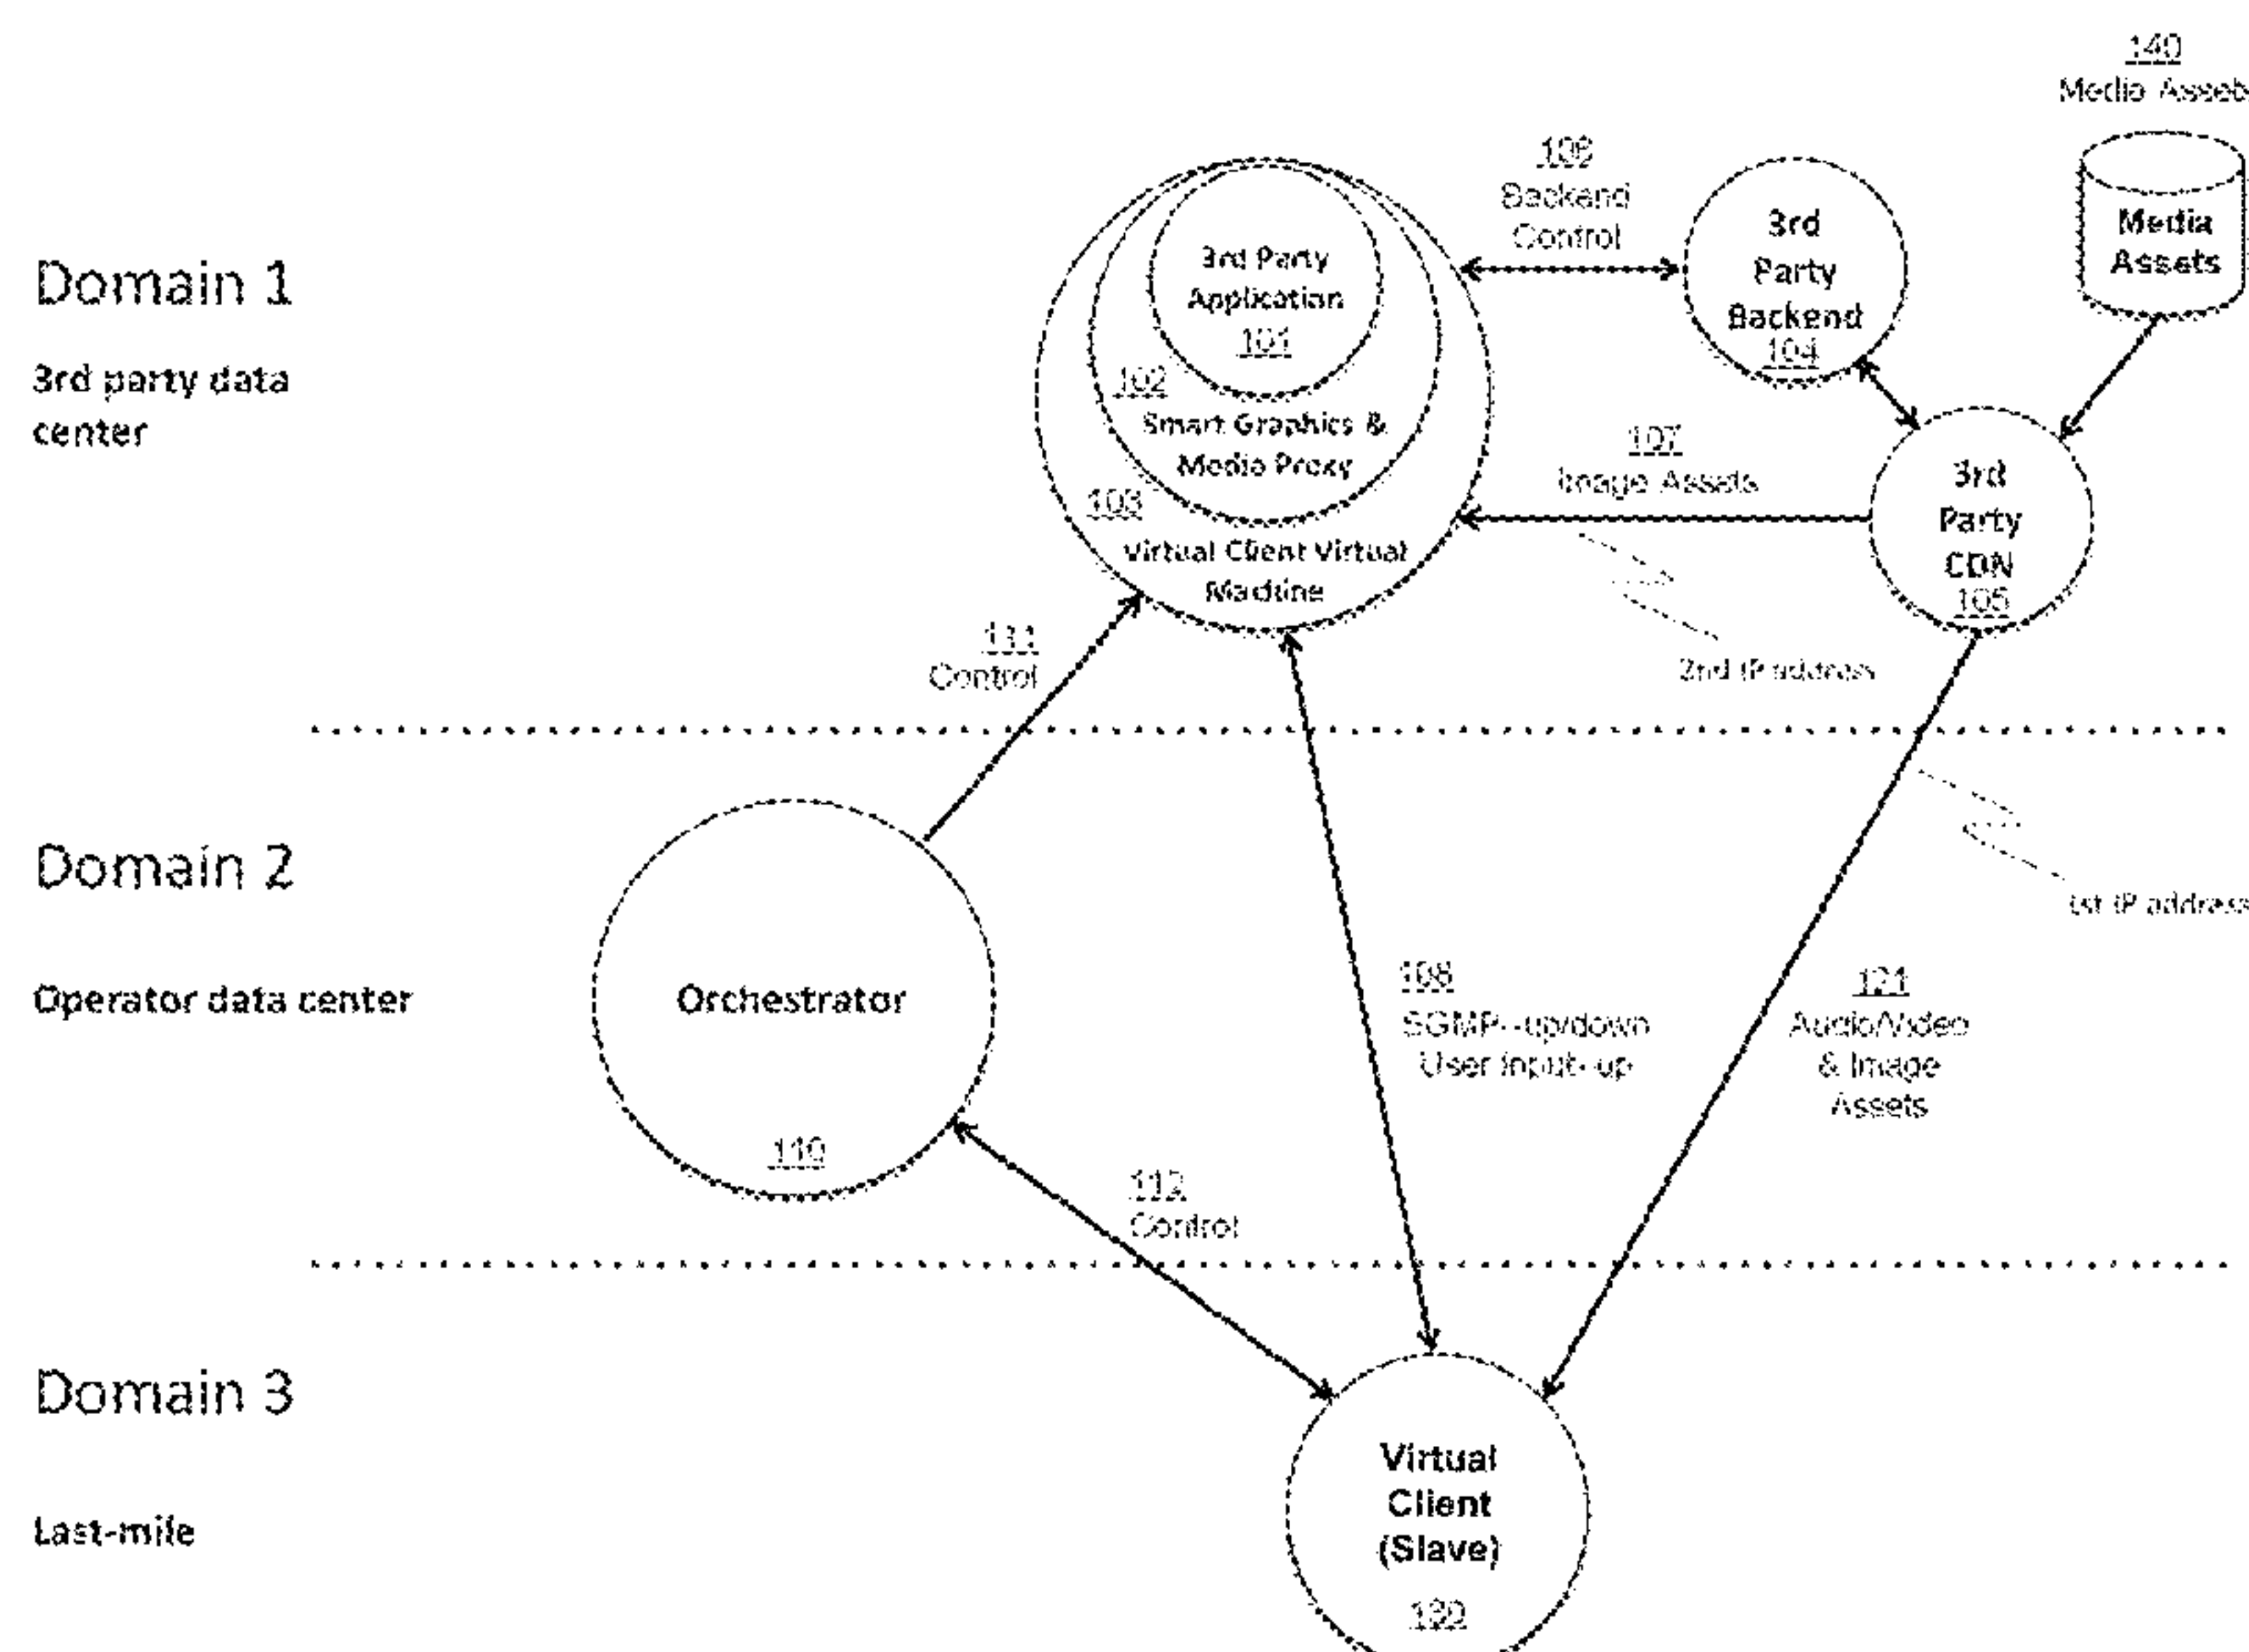 140
Media Assets
Media
Assets
Backend
Control
3rd
Party
Backend
104
Domain 1
3rd party data
center
3rd Party
Application
101
102
Smart Graphics &
Media Proxy
103
Virtual Client Virtual
Machine
107
Image Assets
3rd
Party
CDN
105
2nd IP address
111
Control
Domain 2
Operator data center
Orchestrator
110
1st IP address
SGMP-up/down
User input-up
121
Audio/Video
& Image
Assets
112
Control
Domain 3
Last-mile
Virtual
Client
(Slave)